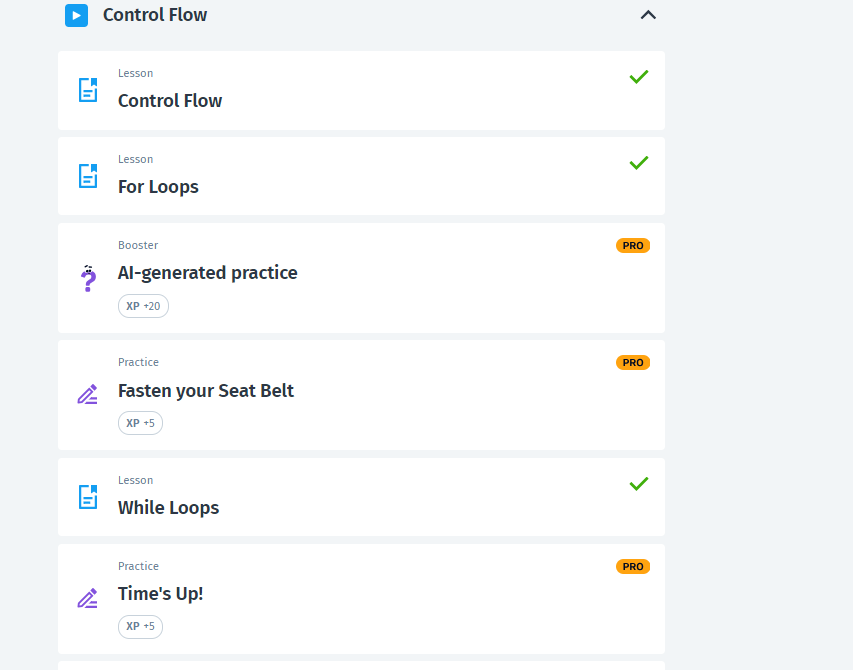 Control Flow
Lesson
Control Flow
Lesson
For Loops
Booster
PRO
AI-generated practice
XP +20
Practice
PRO
Fasten your Seat Belt
XP +5
Lesson
While Loops
Practice
PRO
Time's Up!
XP +5